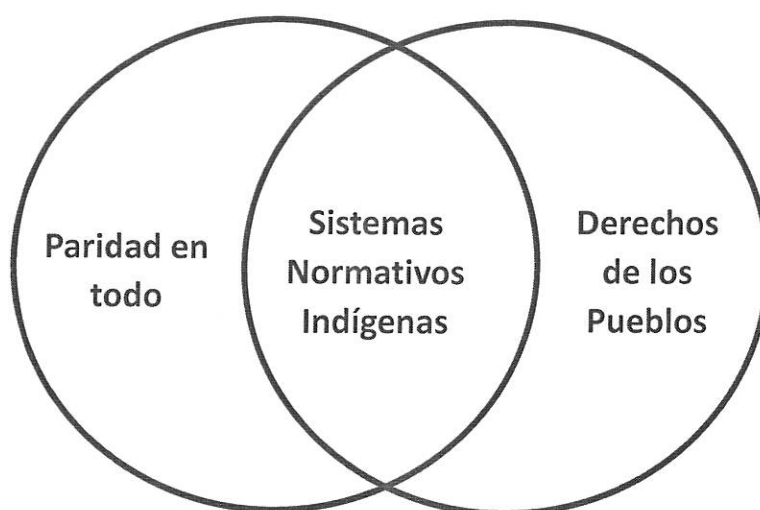 Paridad en
todo
Sistemas
Normativos
Indígenas
Derechos
de los
Pueblos